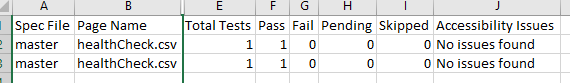 A B E F G H I J
1 Spec File Page Name Total Tests Pass Fail Pending Skipped Accessibility Issues
2 master healthCheck.csv 1 1 0 0 0 No issues found
3 master healthCheck.csv 1 1 0 0 0 No issues found